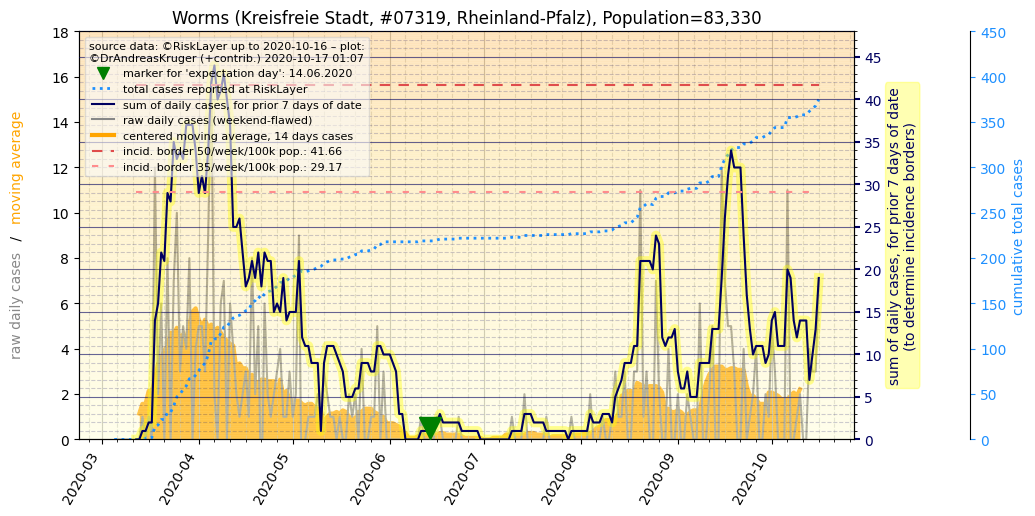 Worms (Kreisfreie Stadt, #07319, Rheinland-Pfalz), Population=83,330
source data: ©RiskLayer up to 2020-10-16 – plot:
©DrAndreasKruger (+contrib.) 2020-10-17 01:07
marker for 'expectation day': 14.06.2020
total cases reported at RiskLayer
sum of daily cases, for prior 7 days of date
raw daily cases (weekend-flawed)
centered moving average, 14 days cases
incid. border 50/week/100k pop.: 41.66
incid. border 35/week/100k pop.: 29.17
raw daily cases / moving average
18
16
14
12
10
8
6
4
2
0
45
40
35
30
25
20
15
10
5
0
sum of daily cases, for prior 7 days of date
(to determine incidence borders)
450
400
350
300
250
200
150
100
50
0
cumulative total cases
2020-03
2020-04
2020-05
2020-06
2020-07
2020-08
2020-09
2020-10